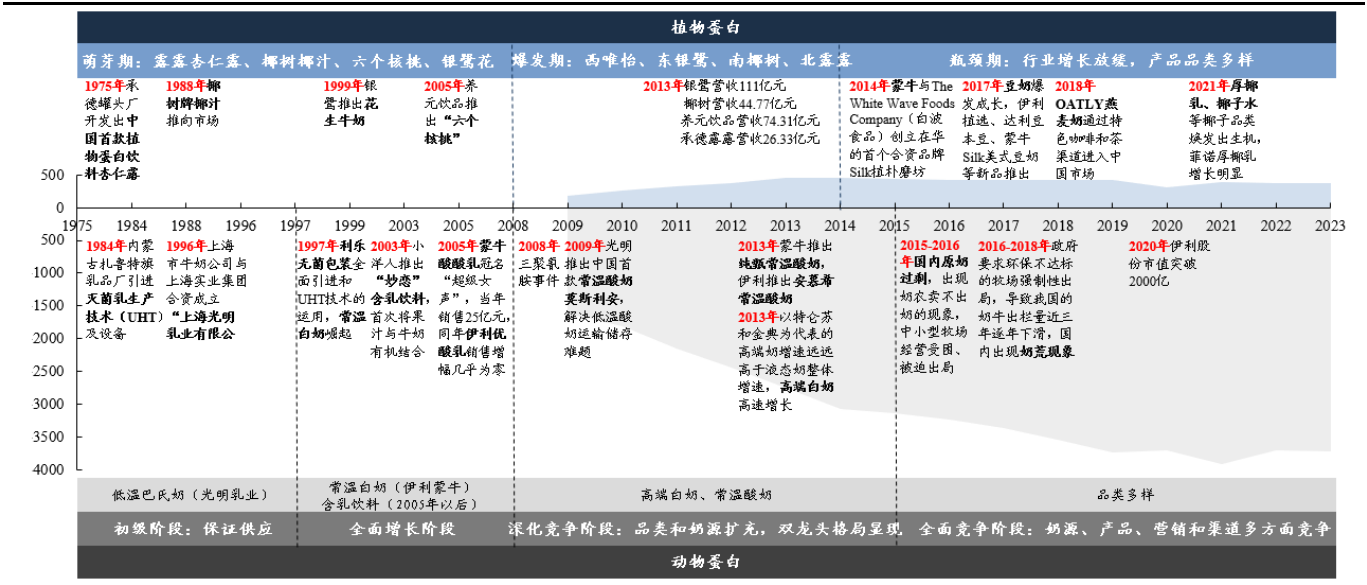 植物蛋白
萌芽期：露露杏仁露、椰树椰汁、六个核桃、银鹭花
爆发期：西唯怡、东银鹭、南椰树、北露露
瓶颈期：行业增长放缓，产品品类多样
1975年承
德罐头厂
开发出中
国首款植
物蛋白饮
料杏仁露
1988年椰
树牌椰汁
推向市场
1999年银
鹭推出花
生牛奶
2005年养
元饮品推
出“六个
核桃”
2013年银鹭营收111亿元
椰树营收44.77亿元
养元饮品营收74.31亿元
承德露露营收26.33亿元
2014年蒙牛与The
White Wave Foods
Company（白波
食品）创立在华
的首个合资品牌
Silk植朴磨坊
2017年豆奶爆
发成长，伊利
植选、达利豆
本豆、蒙牛
Silk美式豆奶
等新品推出
2018年
OATLY燕
麦奶通过特
色咖啡和茶
渠道进入中
国市场
2021年厚椰
乳、椰子水
等椰子品类
焕发出生机，
菲诺厚椰乳
增长明显
500
0
1975 1984 1988 1996 1997 1999 2003 2005 2008 2009 2010 2011 2012 2013 2014 2015 2016 2017 2018 2019 2020 2021 2022 2023
500
1000
1500
2000
2500
3000
3500
4000
1984年内蒙
古扎鲁特旗
乳品厂引进
灭菌乳生产
技术（UHT）
及设备
1996年上海
市牛奶公司与
上海实业集团
合资成立
“上海光明
乳业有限公
1997年利乐
无菌包装全
面引进和
UHT技术的
运用，常温
白奶崛起
2003年小
洋人推出
“妙恋”
含乳饮料，
首次将果
汁与牛奶
有机结合
2005年蒙牛
酸酸乳冠名
“超级女
声”，当年
销售25亿元，
同年伊利优
酸乳销售增
幅几乎为零
2008年
三聚氰
胺事件
2009年光明
推出中国首
款常温酸奶
莫斯利安，
解决低温酸
奶运输储存
难题
2013年蒙牛推出
纯甄常温酸奶，
伊利推出安慕希
常温酸奶
2013年以特仑苏
和金典为代表的
高端奶增速远远
高于液态奶整体
增速，高端白奶
高速增长
2015-2016
年国内原奶
过剩，出现
奶农卖不出
奶的现象，
中小型牧场
经营受困、
被迫出局
2016-2018年政府
要求环保不达标
的牧场强制性出
局，导致我国的
奶牛出栏量近三
年逐年下滑，国
内出现奶荒现象
2020年伊利股
份市值突破
2000亿
低温巴氏奶（光明乳业）
常温白奶（伊利蒙牛）
含乳饮料（2005年以后）
高端白奶、常温酸奶
品类多样
初级阶段：保证供应
全面增长阶段
深化竞争阶段：品类和奶源扩充，双龙头格局显现
全面竞争阶段：奶源、产品、营销和渠道多方面竞争
动物蛋白